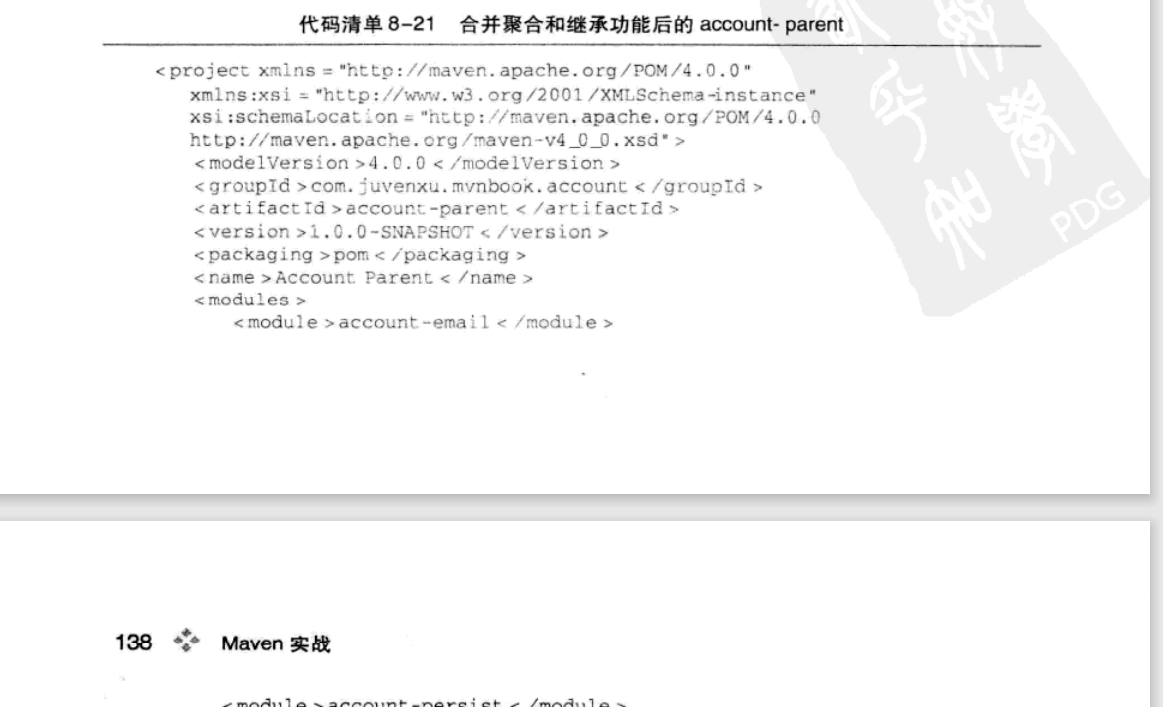 代码清单8-21 合并聚合和继承功能后的 account- parent
<project xmlns = "http://maven.apache.org/POM/4.0.0"
xmlns:xsi = "http://www.w3.org/2001/XMLSchema-instance"
xsi:schemaLocation = "http://maven.apache.org/POM/4.0.0
http://maven.apache.org/maven-v4_0_0.xsd" >
<modelVersion >4.0.0 < /modelVersion >
<groupId >com.juvenxu.mvnbook.account < /groupId >
<artifactId >account-parent < /artifactId >
<version >1.0.0-SNAPSHOT < /version >
<packaging >pom < /packaging >
<name >Account Parent < /name >
<modules >
<module >account-email < /module >
PDG
138 Maven 实战
<module >account-persist < /module >